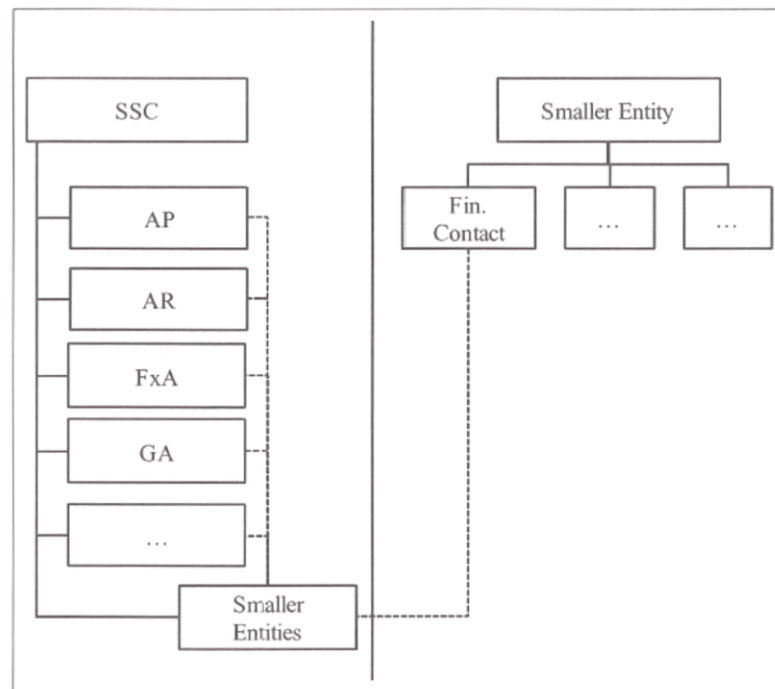 SSC
AP
AR
FxA
GA
…
Smaller
Entities
Smaller Entity
Fin.
Contact
…
…